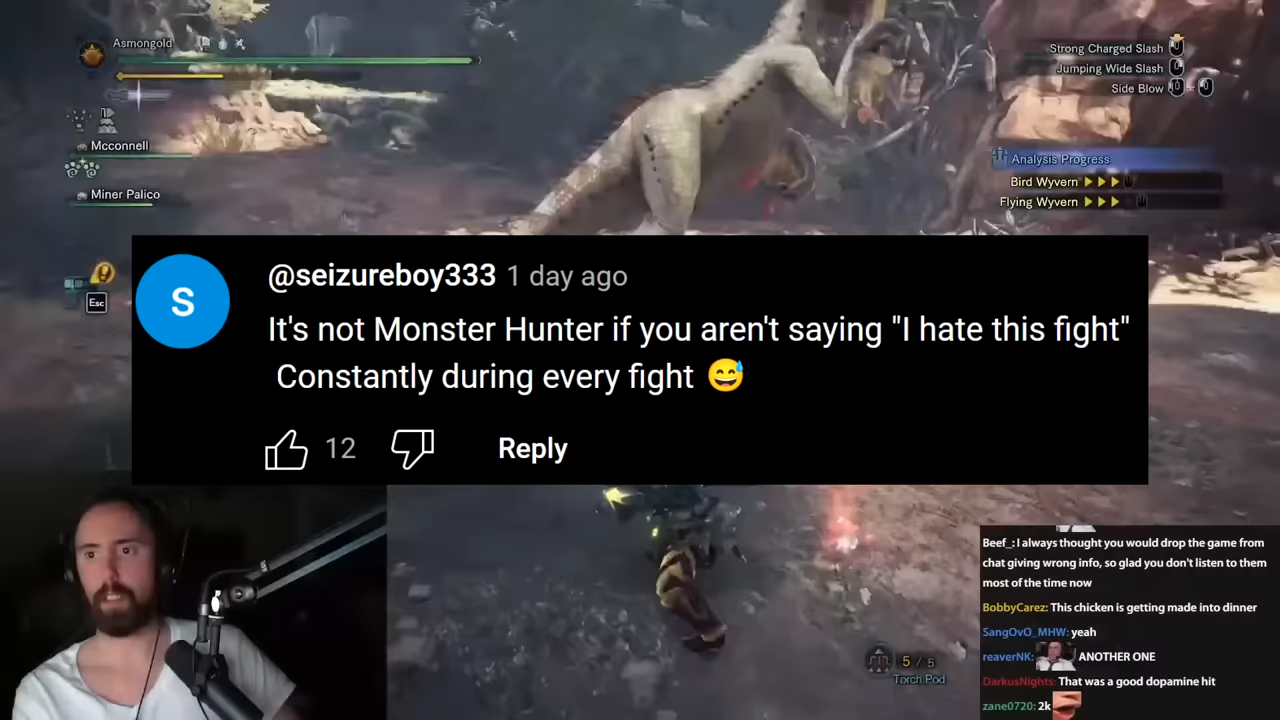 Asmongold
Mcconnell
Miner Palico
Esc
Strong Charged Slash
Jumping Wide Slash
Side Blow
Analysis Progress
Bird Wyvern
Flying Wyvern
S
@seizureboy333 1 day ago
It's not Monster Hunter if you aren't saying "I hate this fight"
Constantly during every fight 😅
12
Reply
5 / 5
Torch Pod
Beef_: I always thought you would drop the game from
chat giving wrong info, so glad you don't listen to them
most of the time now
BobbyCarez: This chicken is getting made into dinner
SangOvO_MHW: yeah
reaverNK: ANOTHER ONE
DarkusNights: That was a good dopamine hit
zane0720: 2k